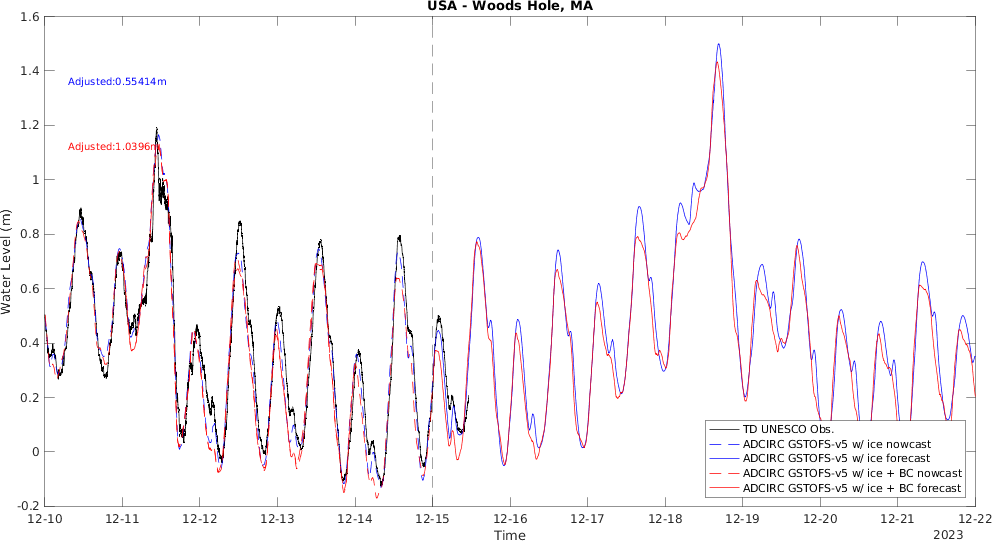 USA - Woods Hole, MA
1.6
1.4
1.2
1
0.8
0.6
0.4
0.2
0
-0.2
Water Level (m)
Adjusted:0.55414m
Adjusted:1.0396m
TD UNESCO Obs.
ADCIRC GSTOFS-v5 w/ ice nowcast
ADCIRC GSTOFS-v5 w/ ice forecast
ADCIRC GSTOFS-v5 w/ ice + BC nowcast
ADCIRC GSTOFS-v5 w/ ice + BC forecast
12-10 12-11 12-12 12-13 12-14 12-15 12-16 12-17 12-18 12-19 12-20 12-21 12-22
Time
2023